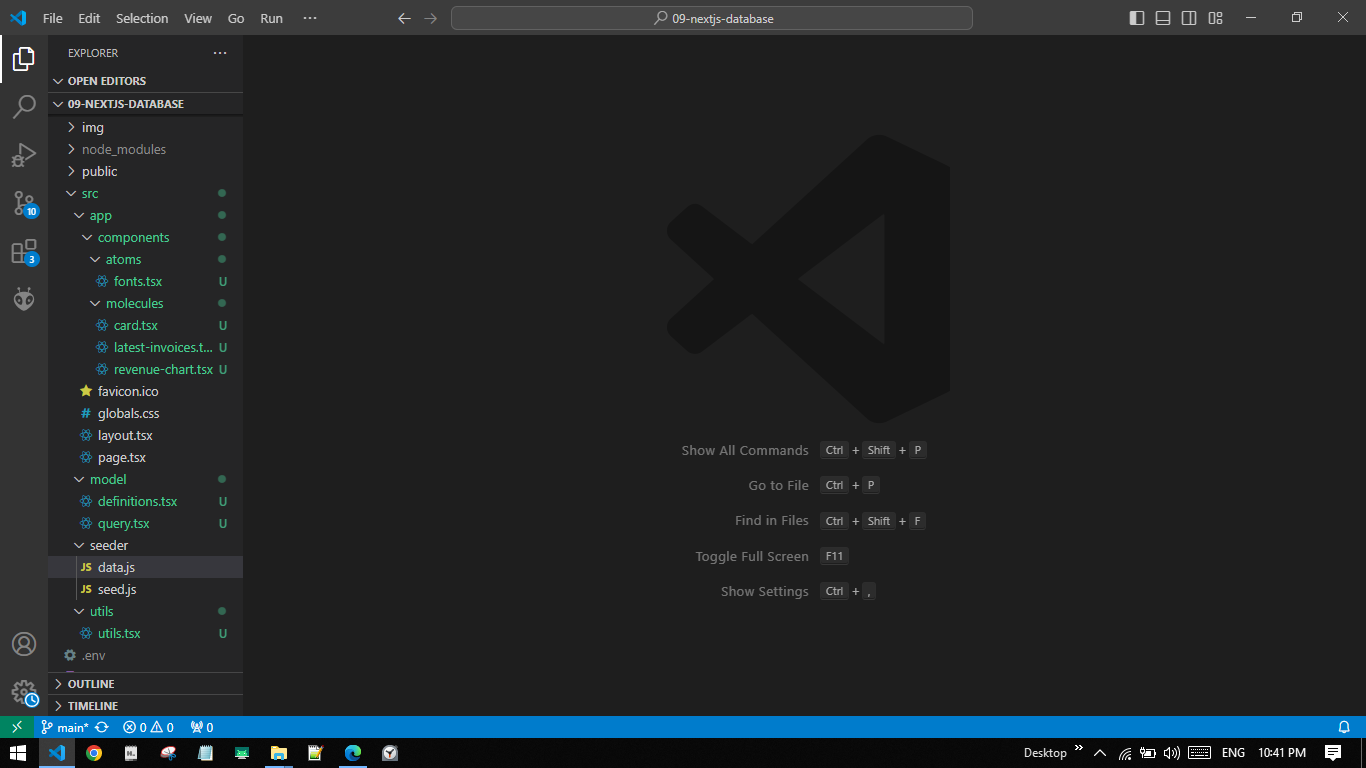 File Edit Selection View Go Run ···
09-nextjs-database
EXPLORER ···
OPEN EDITORS
09-NEXTJS-DATABASE
img
node_modules
public
src
app
components
atoms
fonts.tsx U
molecules
card.tsx U
latest-invoices.t... U
revenue-chart.tsx U
favicon.ico
# globals.css
layout.tsx
page.tsx
model
definitions.tsx U
query.tsx U
seeder
JS data.js
JS seed.js
utils
utils.tsx U
.env
OUTLINE
TIMELINE
10
3
Show All Commands Ctrl + Shift + P
Go to File Ctrl + P
Find in Files Ctrl + Shift + F
Toggle Full Screen F11
Show Settings Ctrl + ,
main* 0 0 0
Desktop » ENG 10:41 PM